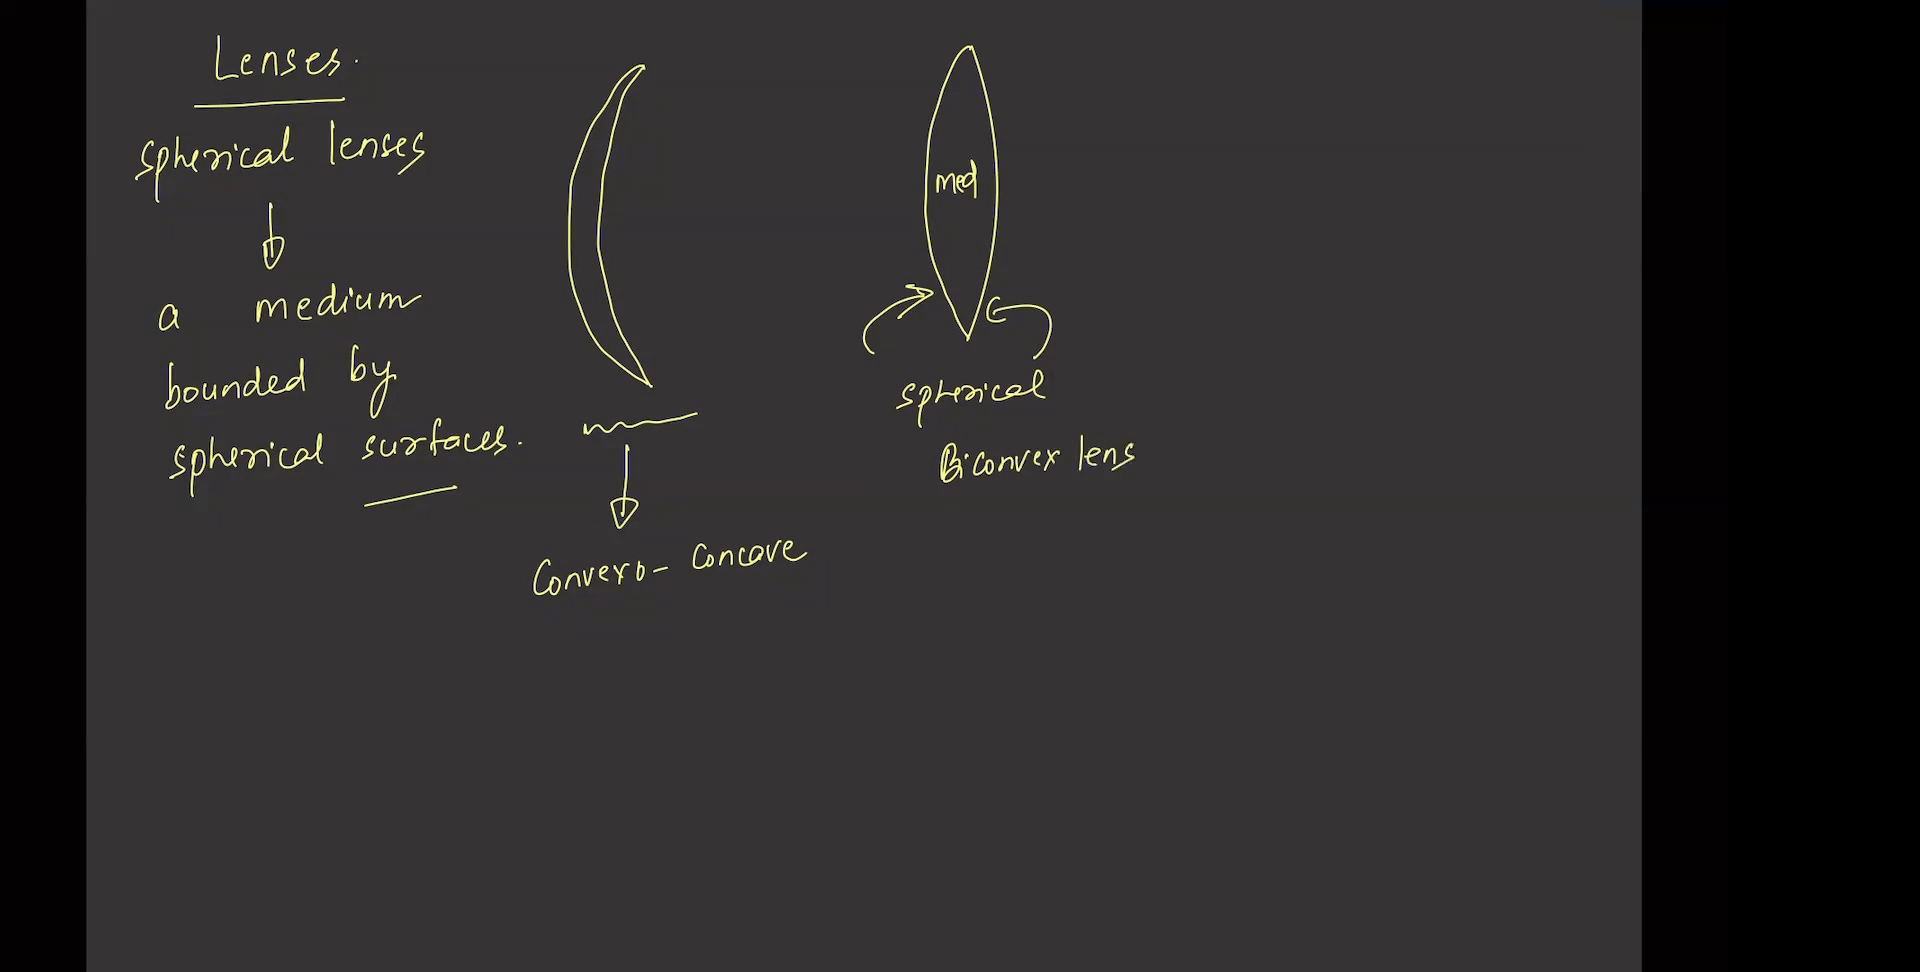 Lenses.
spherical lenses
a medium
bounded by
spherical surfaces.
Convexo - Concave
med
spherical
Biconvex lens